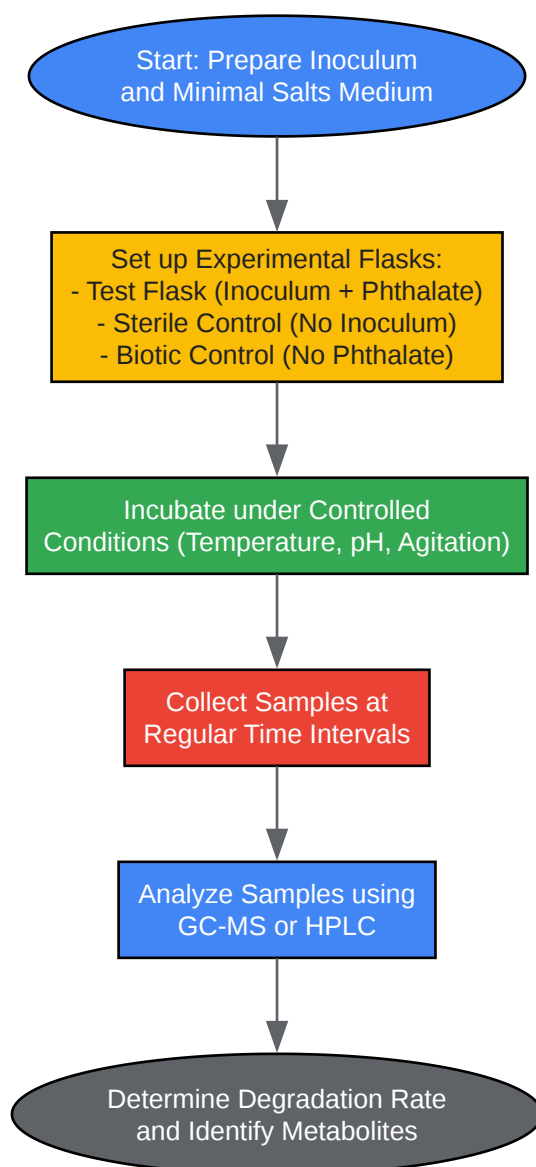 Start: Prepare Inoculum
and Minimal Salts Medium
Set up Experimental Flasks:
- Test Flask (Inoculum + Phthalate)
- Sterile Control (No Inoculum)
- Biotic Control (No Phthalate)
Incubate under Controlled
Conditions (Temperature, pH, Agitation)
Collect Samples at
Regular Time Intervals
Analyze Samples using
GC-MS or HPLC
Determine Degradation Rate
and Identify Metabolites